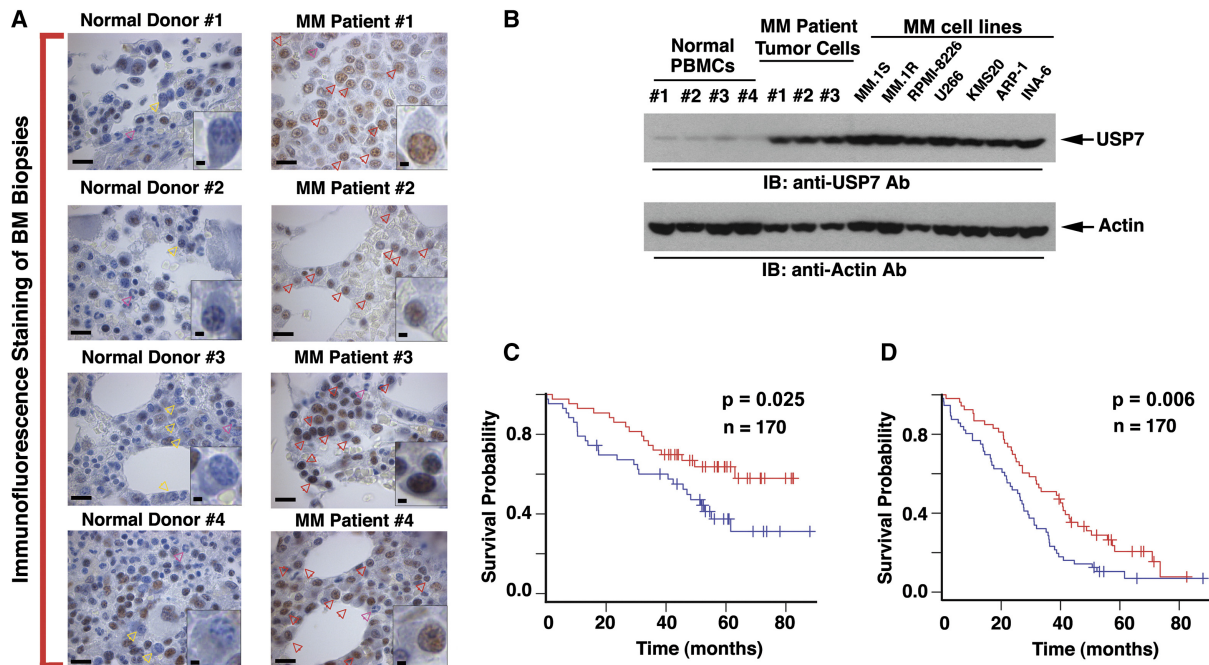 A
Immunofluorescence Staining of BM Biopsies
Normal Donor #1
MM Patient #1
Normal Donor #2
MM Patient #2
Normal Donor #3
MM Patient #3
Normal Donor #4
MM Patient #4
B
Normal
PBMCs
MM Patient
Tumor Cells
MM cell lines
#1 #2 #3 #4 #1 #2 #3 MM.1S MM.1R RPMI-8226 U266 KMS20 ARP-1 INA-6
USP7
IB: anti-USP7 Ab
Actin
IB: anti-Actin Ab
C
p = 0.025
n = 170
Survival Probability
0.8
0.4
0.0
0 20 40 60 80
Time (months)
D
p = 0.006
n = 170
Survival Probability
0.8
0.4
0.0
0 20 40 60 80
Time (months)